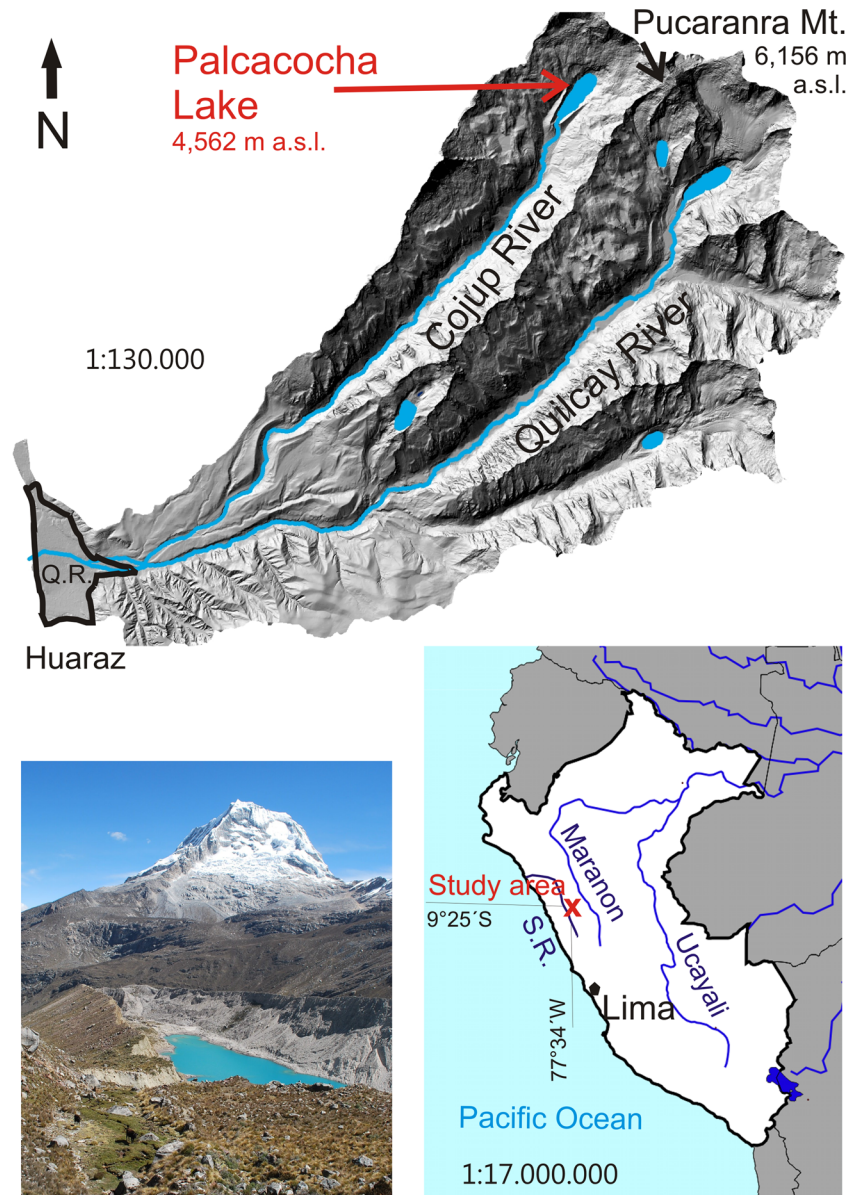 Pucaranra Mt.
6,156 m
a.s.l.
Palcacocha
Lake
4,562 m a.s.l.
N
Cojup River
1:130.000
Quilcay River
Q.R.
Huaraz
Maranon
Study area
x
9°25´S
S.R.
Ucayali
Lima
77°34´W
Pacific Ocean
1:17.000.000